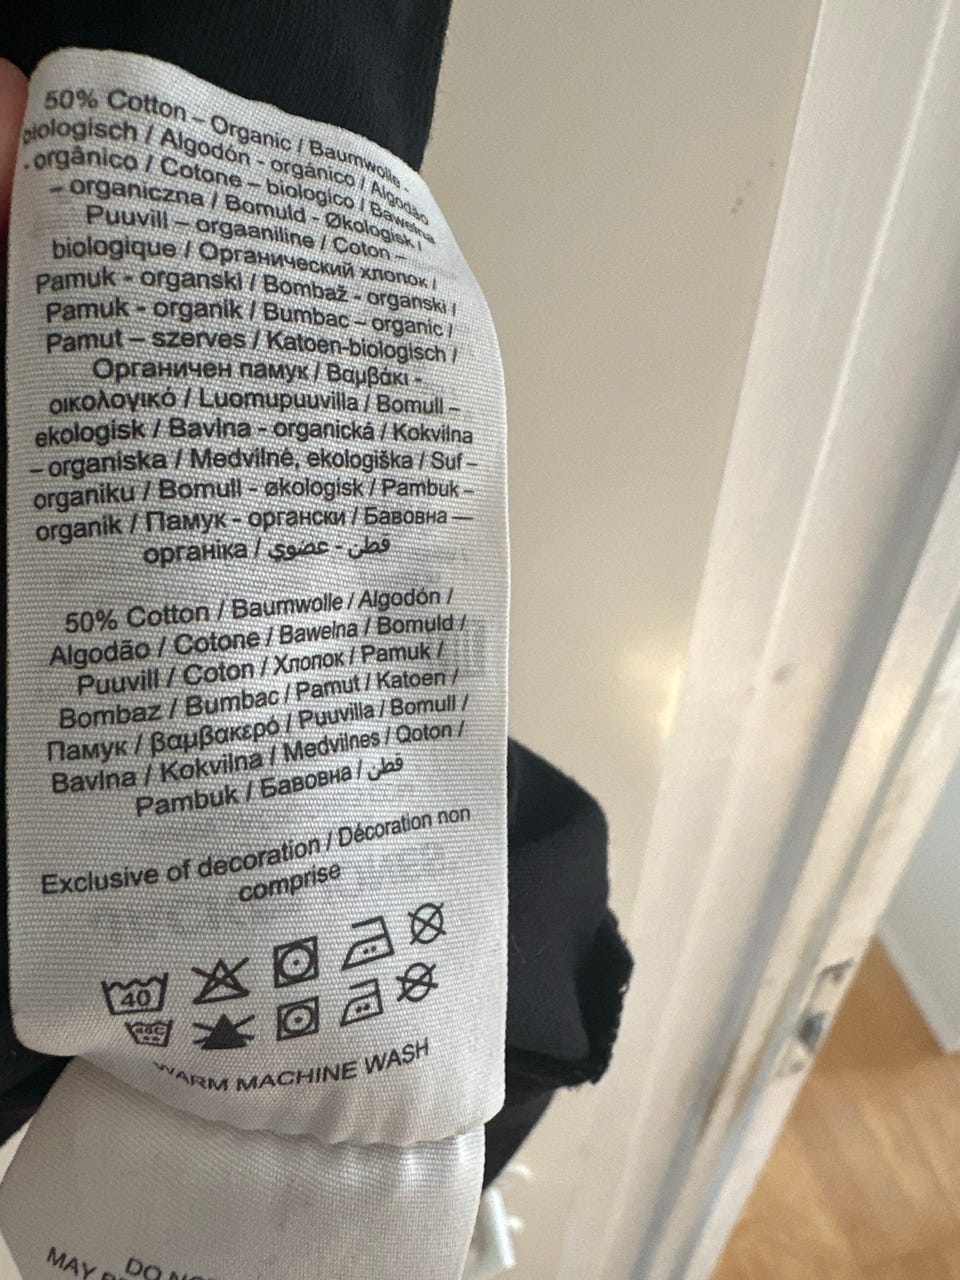 50% Cotton – Organic / Baumwolle -
biologisch / Algodón - orgánico / Algodão
- orgânico / Cotone – biologico / Bawełna
– organiczna / Bomuld - Økologisk /
Puuvill – orgaaniline / Coton –
biologique / Органический хлопок /
Pamuk - organski / Bombaž - organski /
Pamuk - organik / Bumbac – organic /
Pamut – szerves / Katoen-biologisch /
Органичен памук / Βαμβάκι -
οικολογικό / Luomupuuvilla / Bomull –
ekologisk / Bavlna - organická / Kokvilna
– organiska / Medvilnė, ekologiška / Suf –
organiku / Bomull - økologisk / Pambuk –
organik / Памук - органски / Бавовна —
органіка / قطن - عضوي
50% Cotton / Baumwolle / Algodón /
Algodão / Cotone / Bawełna / Bomuld /
Puuvill / Coton / Хлопок / Pamuk /
Bombaz / Bumbac / Pamut / Katoen /
Памук / βαμβακερό / Puuvilla / Bomull /
Bavlna / Kokvilna / Medvilnes / Qoton /
Pambuk / Бавовна / قطن
Exclusive of decoration / Décoration non
comprise
40
40C
WARM MACHINE WASH
DO
MAY